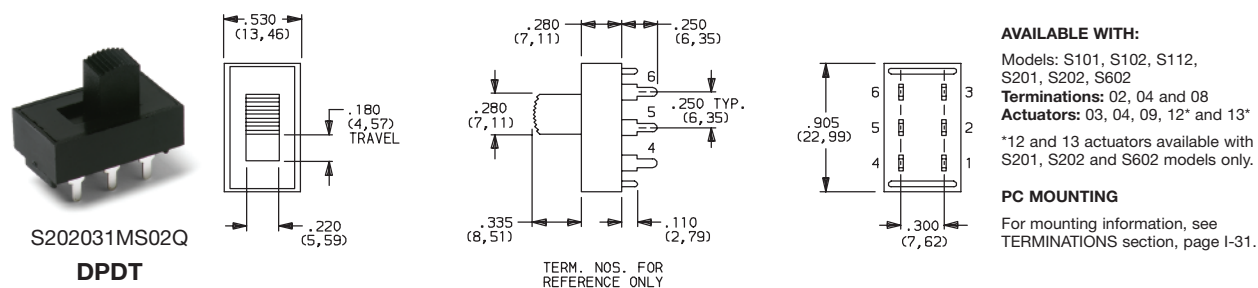 S202031MS02Q
DPDT
.530
(13,46)
.180
(4,57)
TRAVEL
.220
(5,59)
.280
(7,11)
.250
(6,35)
.280
(7,11)
6
5
4
.250 TYP.
(6,35)
.335
(8,51)
.110
(2,79)
TERM. NOS. FOR
REFERENCE ONLY
.905
(22,99)
6
3
5
2
4
1
.300
(7,62)
AVAILABLE WITH:
Models: S101, S102, S112,
S201, S202, S602
Terminations: 02, 04 and 08
Actuators: 03, 04, 09, 12* and 13*
*12 and 13 actuators available with
S201, S202 and S602 models only.
PC MOUNTING
For mounting information, see
TERMINATIONS section, page I-31.